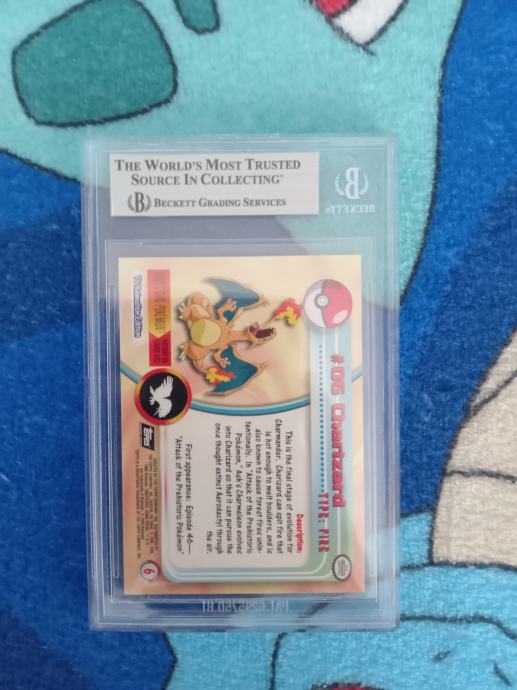 THE WORLD'S MOST TRUSTED
SOURCE IN COLLECTING™
BECKETT GRADING SERVICES
B
BECKETT
#06 Charizard
TYPE: FIRE
Description:
This is the final stage of evolution for
Charmander. Charizard can spit fire that
is hot enough to melt boulders, and is
also known to cause forest fires unin-
tentionally. In "Attack of the Prehistoric
Pokémon," Ash's Charmeleon evolves
into Charizard so that it can pursue the
once thought extinct Aerodactyl through
the air.
First appearance: Episode 46—
"Attack of the Prehistoric Pokémon"
TV Animation Edition
TOPPS
6